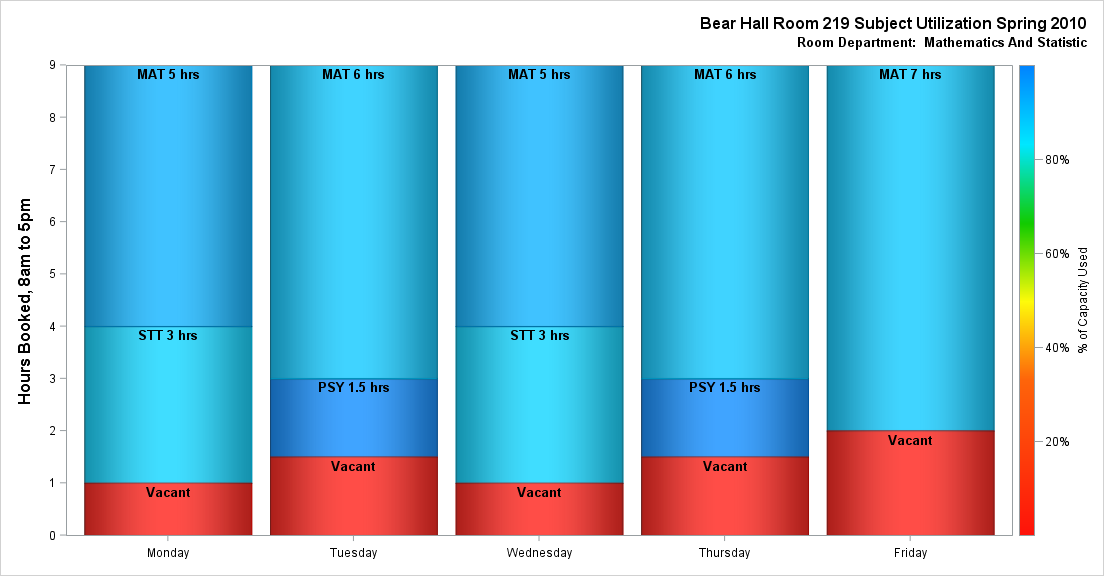 Bear Hall Room 219 Subject Utilization Spring 2010
Room Department: Mathematics And Statistic
Hours Booked, 8am to 5pm
9
8
7
6
5
4
3
2
1
0
MAT 5 hrs
STT 3 hrs
Vacant
MAT 6 hrs
PSY 1.5 hrs
Vacant
MAT 5 hrs
STT 3 hrs
Vacant
MAT 6 hrs
PSY 1.5 hrs
Vacant
MAT 7 hrs
Vacant
Monday
Tuesday
Wednesday
Thursday
Friday
80%
60%
40%
20%
% of Capacity Used